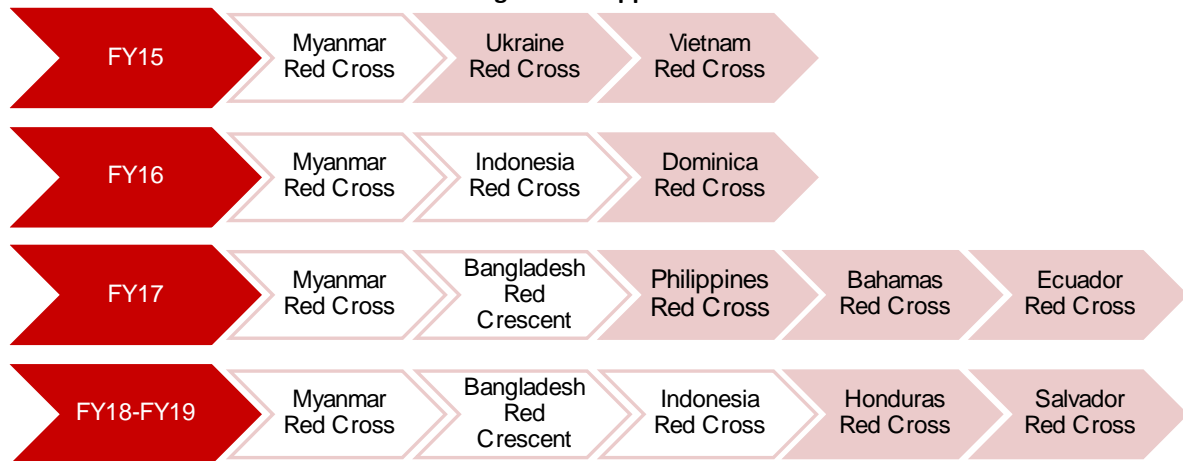 FY15
Myanmar
Red Cross
Ukraine
Red Cross
Vietnam
Red Cross
FY16
Myanmar
Red Cross
Indonesia
Red Cross
Dominica
Red Cross
FY17
Myanmar
Red Cross
Bangladesh
Red
Crescent
Philippines
Red Cross
Bahamas
Red Cross
Ecuador
Red Cross
FY18-FY19
Myanmar
Red Cross
Bangladesh
Red
Crescent
Indonesia
Red Cross
Honduras
Red Cross
Salvador
Red Cross